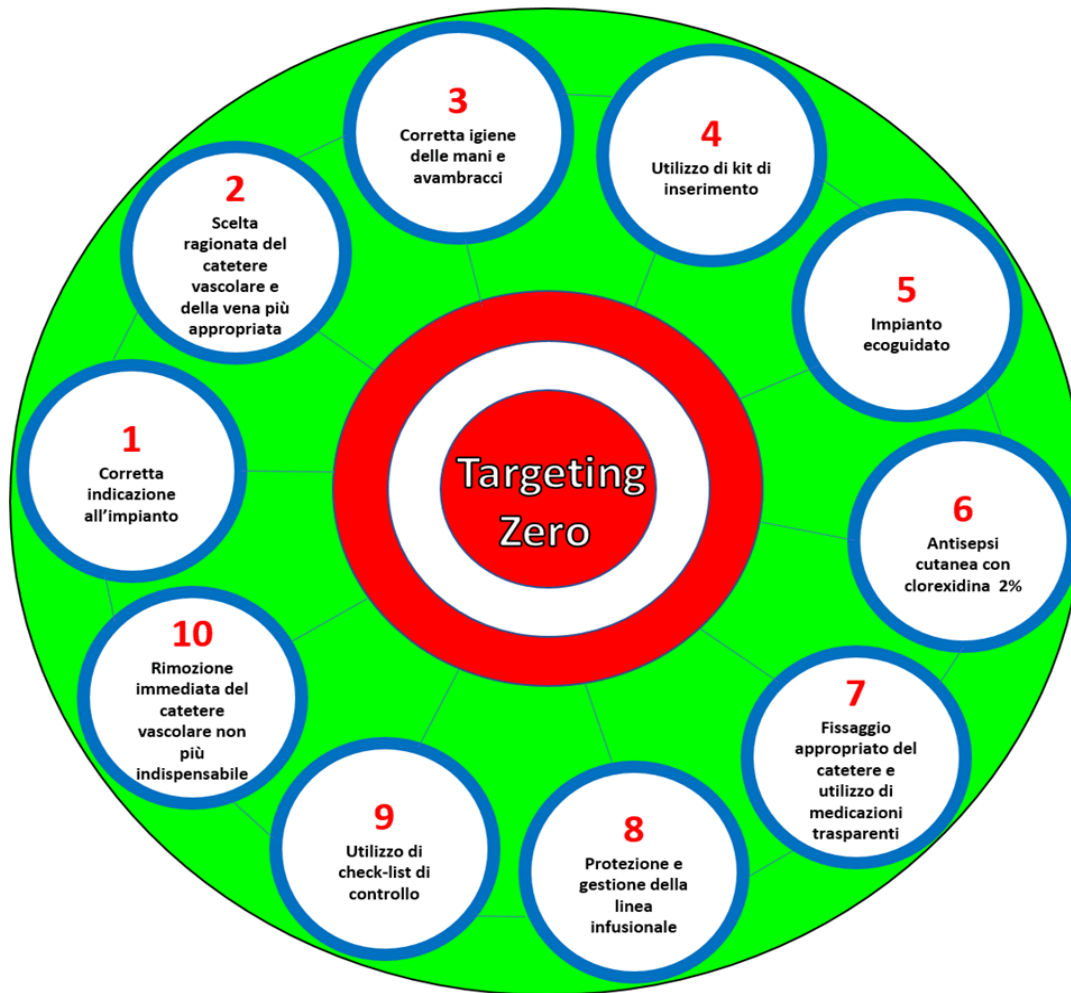 1
Corretta
indicazione
all'impianto
2
Scelta
ragionata del
catetere
vascolare e
della vena più
appropriata
3
Corretta igiene
delle mani e
avambracci
4
Utilizzo di kit di
inserimento
5
Impianto
ecoguidato
6
Antisepsi
cutanea con
clorexidina 2%
7
Fissaggio
appropriato del
catetere e
utilizzo di
medicazioni
trasparenti
8
Protezione e
gestione della
linea
infusionale
9
Utilizzo di
check-list di
controllo
10
Rimozione
immediata del
catetere
vascolare non
più
indispensabile
Targeting
Zero